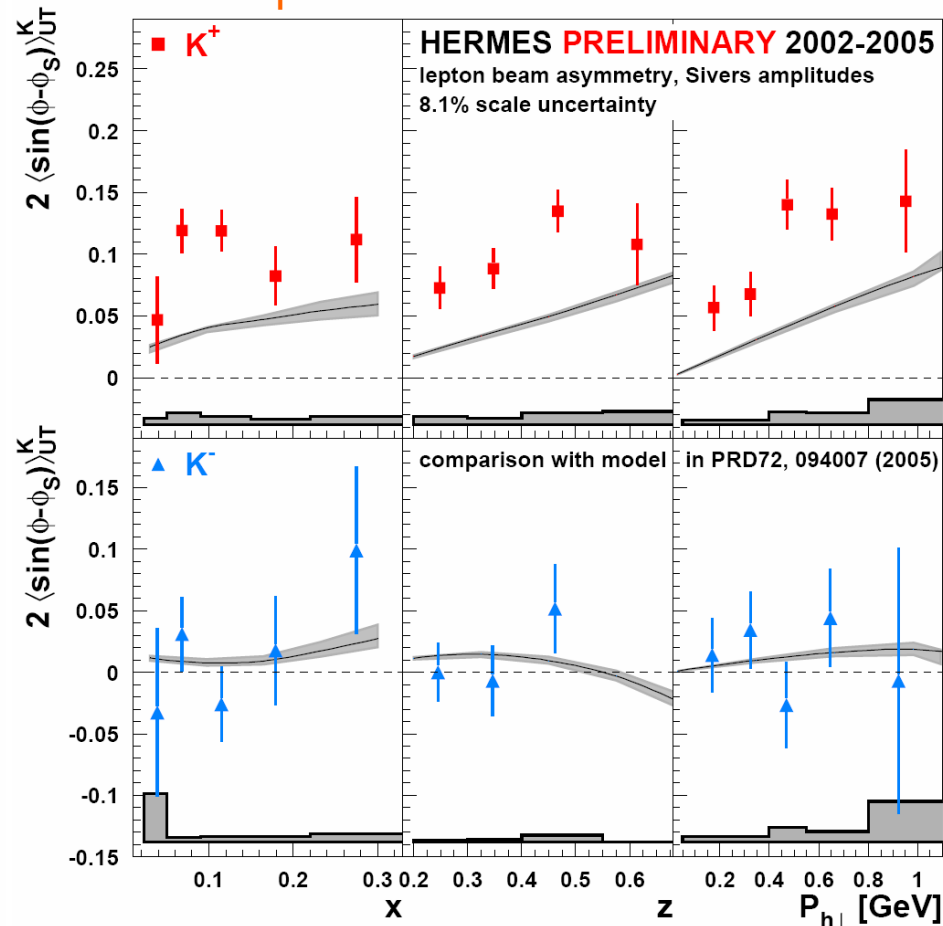 2 ⟨sin(ϕ-ϕS)⟩KUT
K+
HERMES PRELIMINARY 2002-2005
lepton beam asymmetry, Sivers amplitudes
8.1% scale uncertainty
0.25
0.2
0.15
0.1
0.05
0
2 ⟨sin(ϕ-ϕS)⟩KUT
K-
comparison with model
in PRD72, 094007 (2005)
0.15
0.1
0.05
0
-0.05
-0.1
-0.15
0.1 0.2 0.3 0.2 0.3 0.4 0.5 0.6 0.2 0.4 0.6 0.8 1
x z Ph⊥ [GeV]